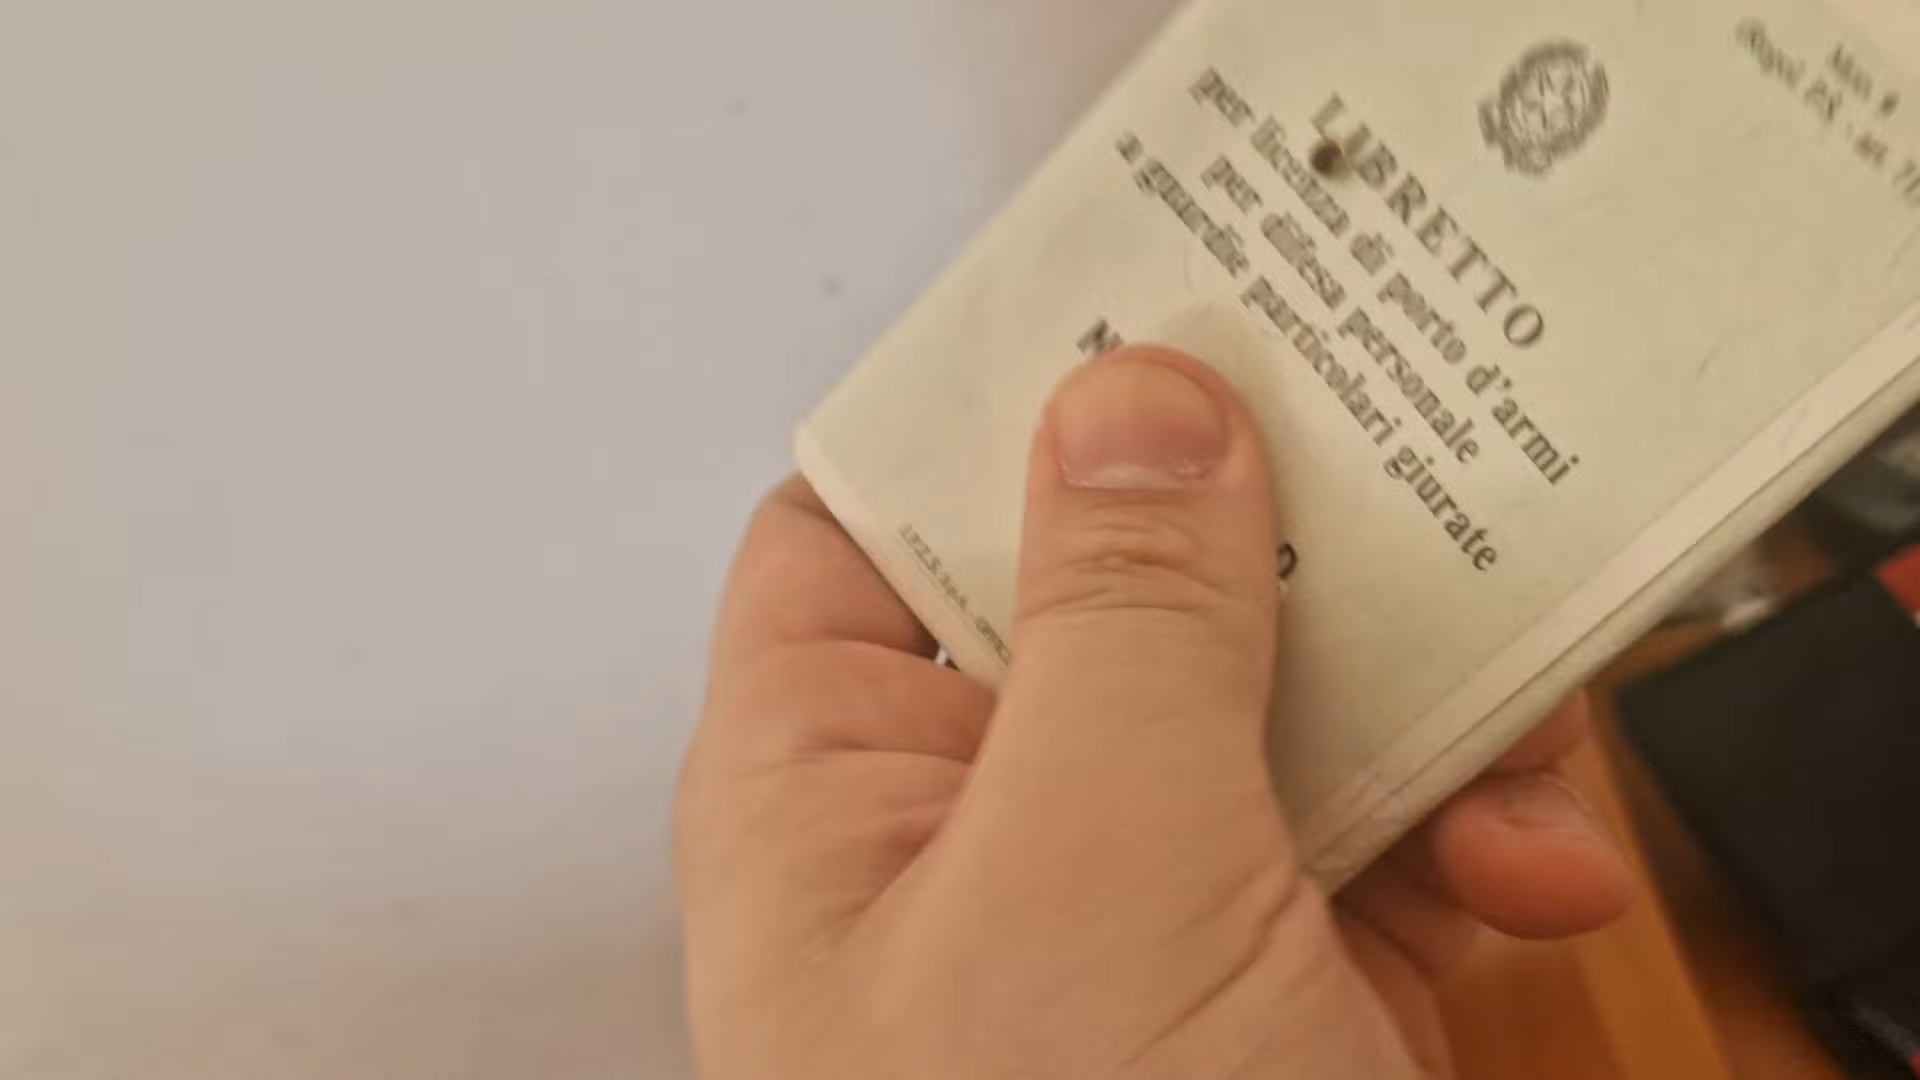 LIBRETTO
per licenza di porto d'armi
per difesa personale
a guardie particolari giurate
N